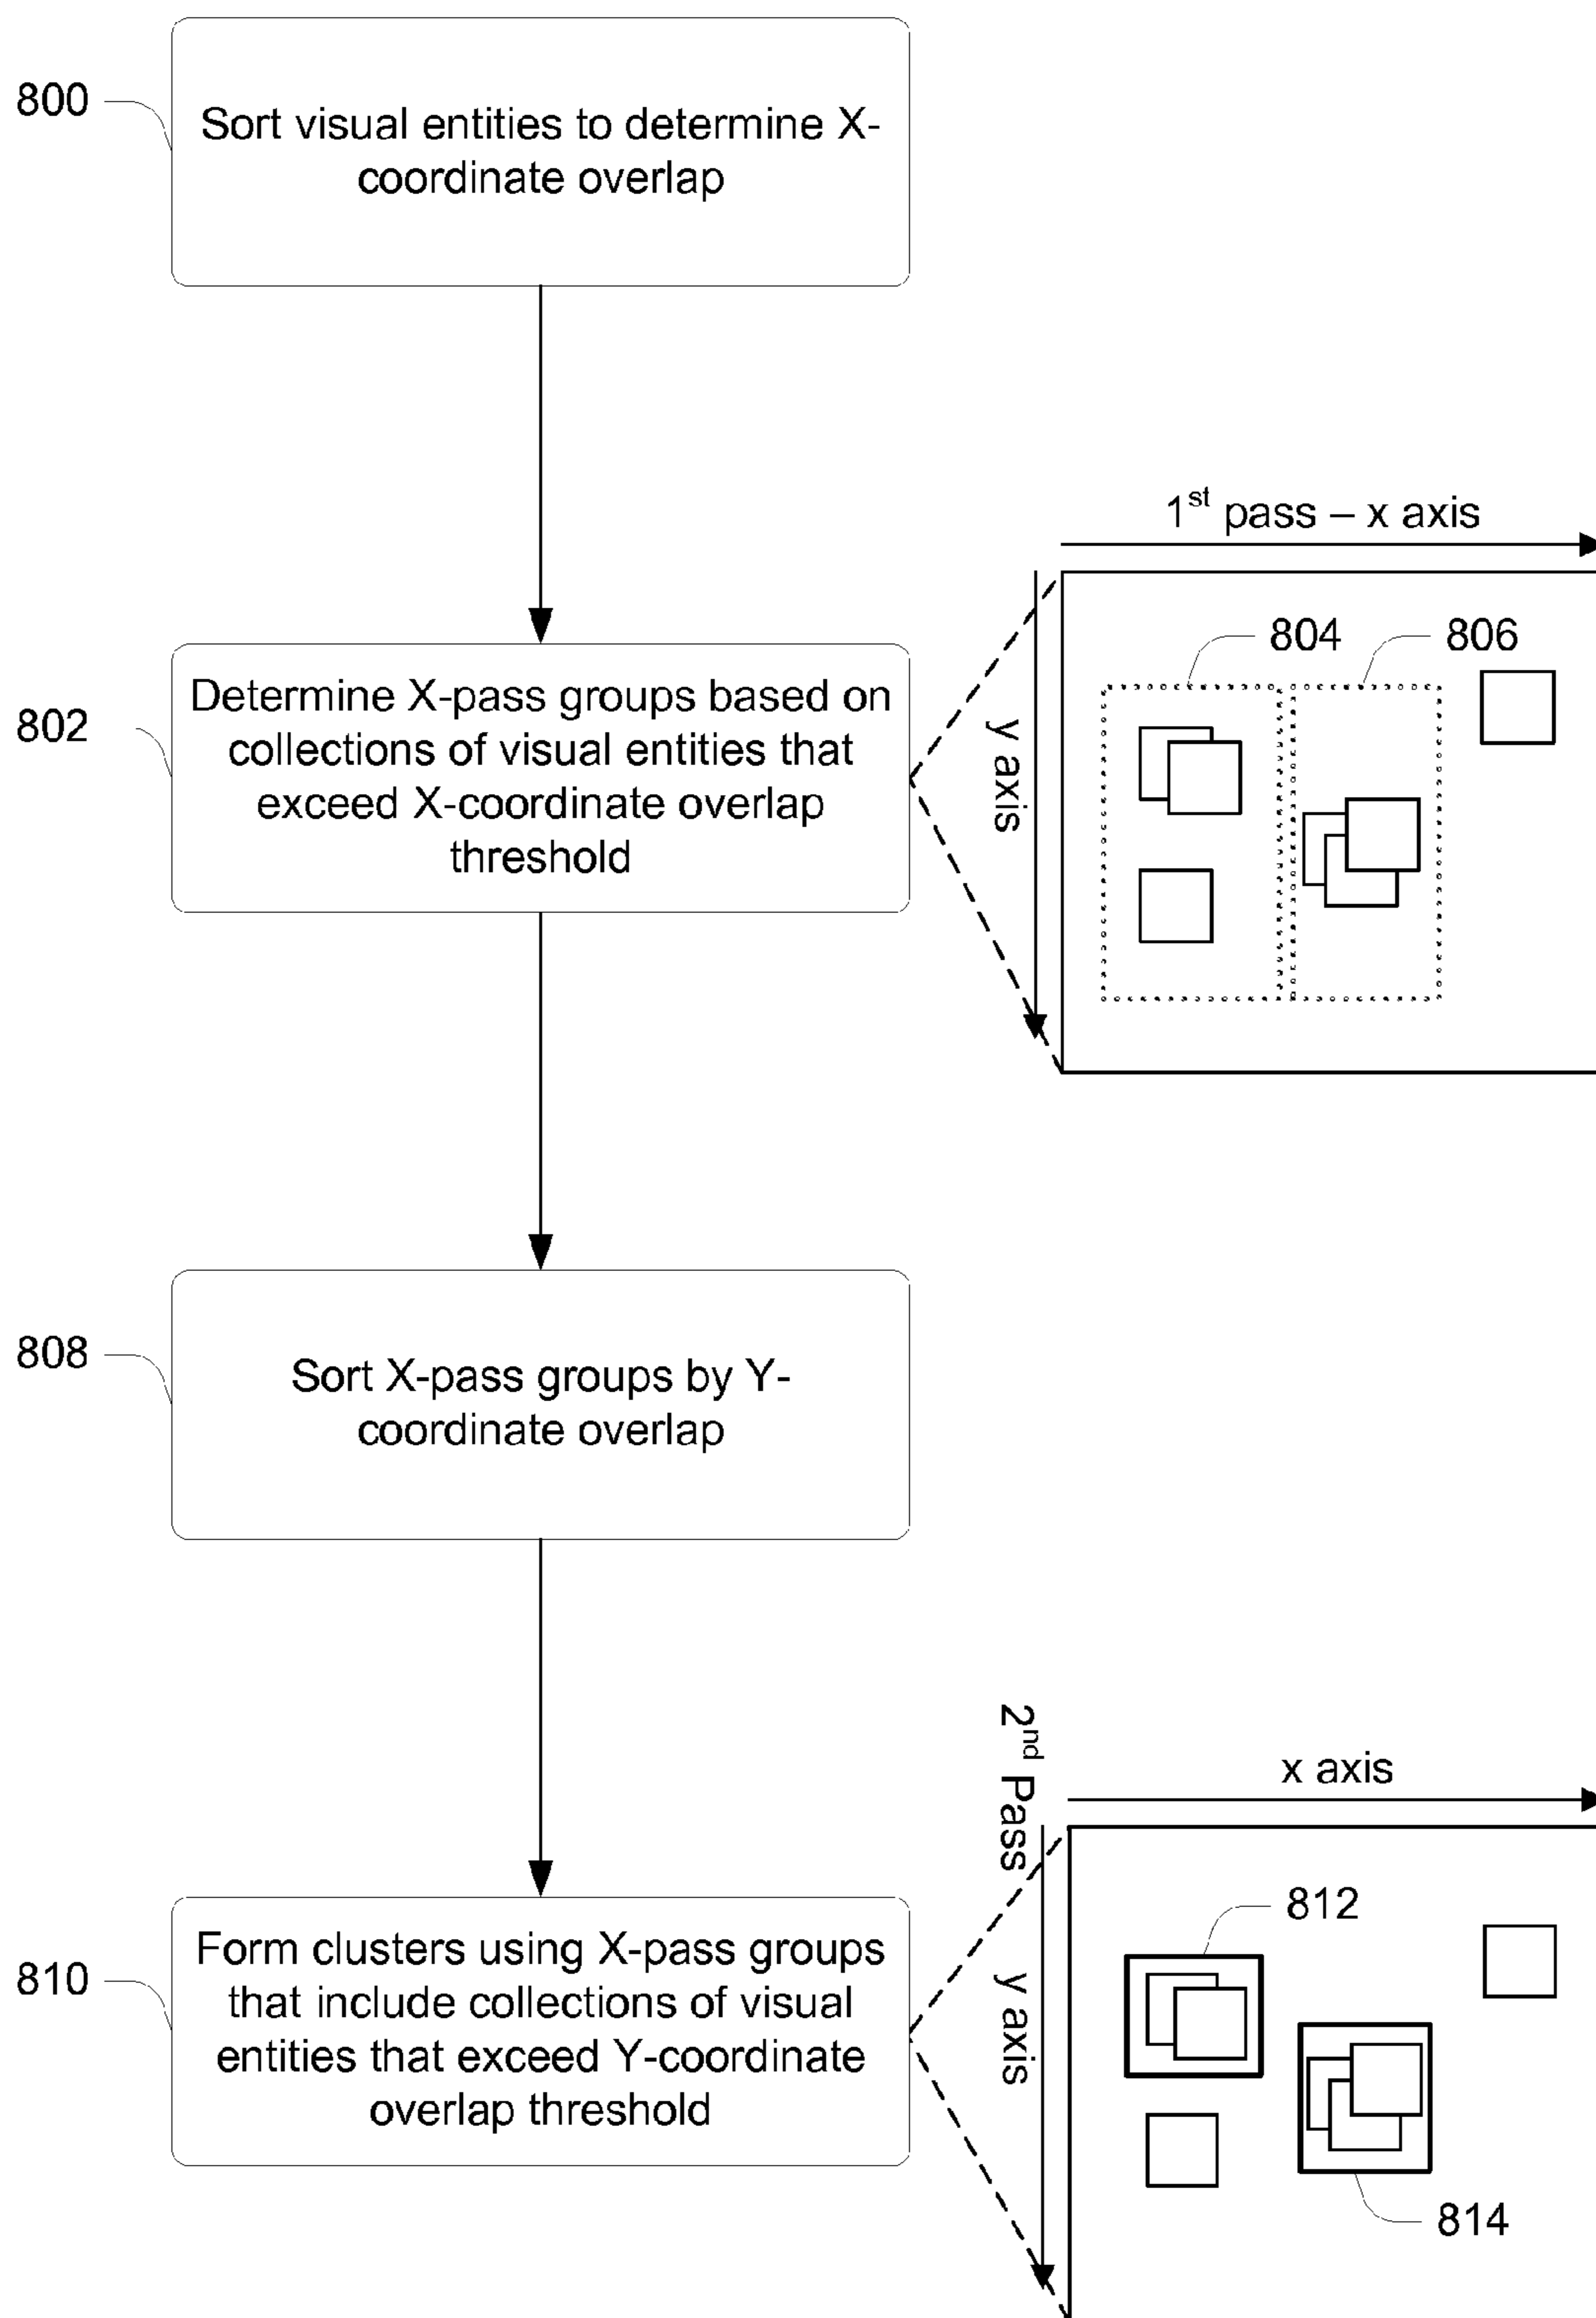 800
Sort visual entities to determine X-
coordinate overlap
1st pass – x axis
804
806
y axis
802
Determine X-pass groups based on
collections of visual entities that
exceed X-coordinate overlap
threshold
808
Sort X-pass groups by Y-
coordinate overlap
2nd Pass
x axis
y axis
812
810
Form clusters using X-pass groups
that include collections of visual
entities that exceed Y-coordinate
overlap threshold
814